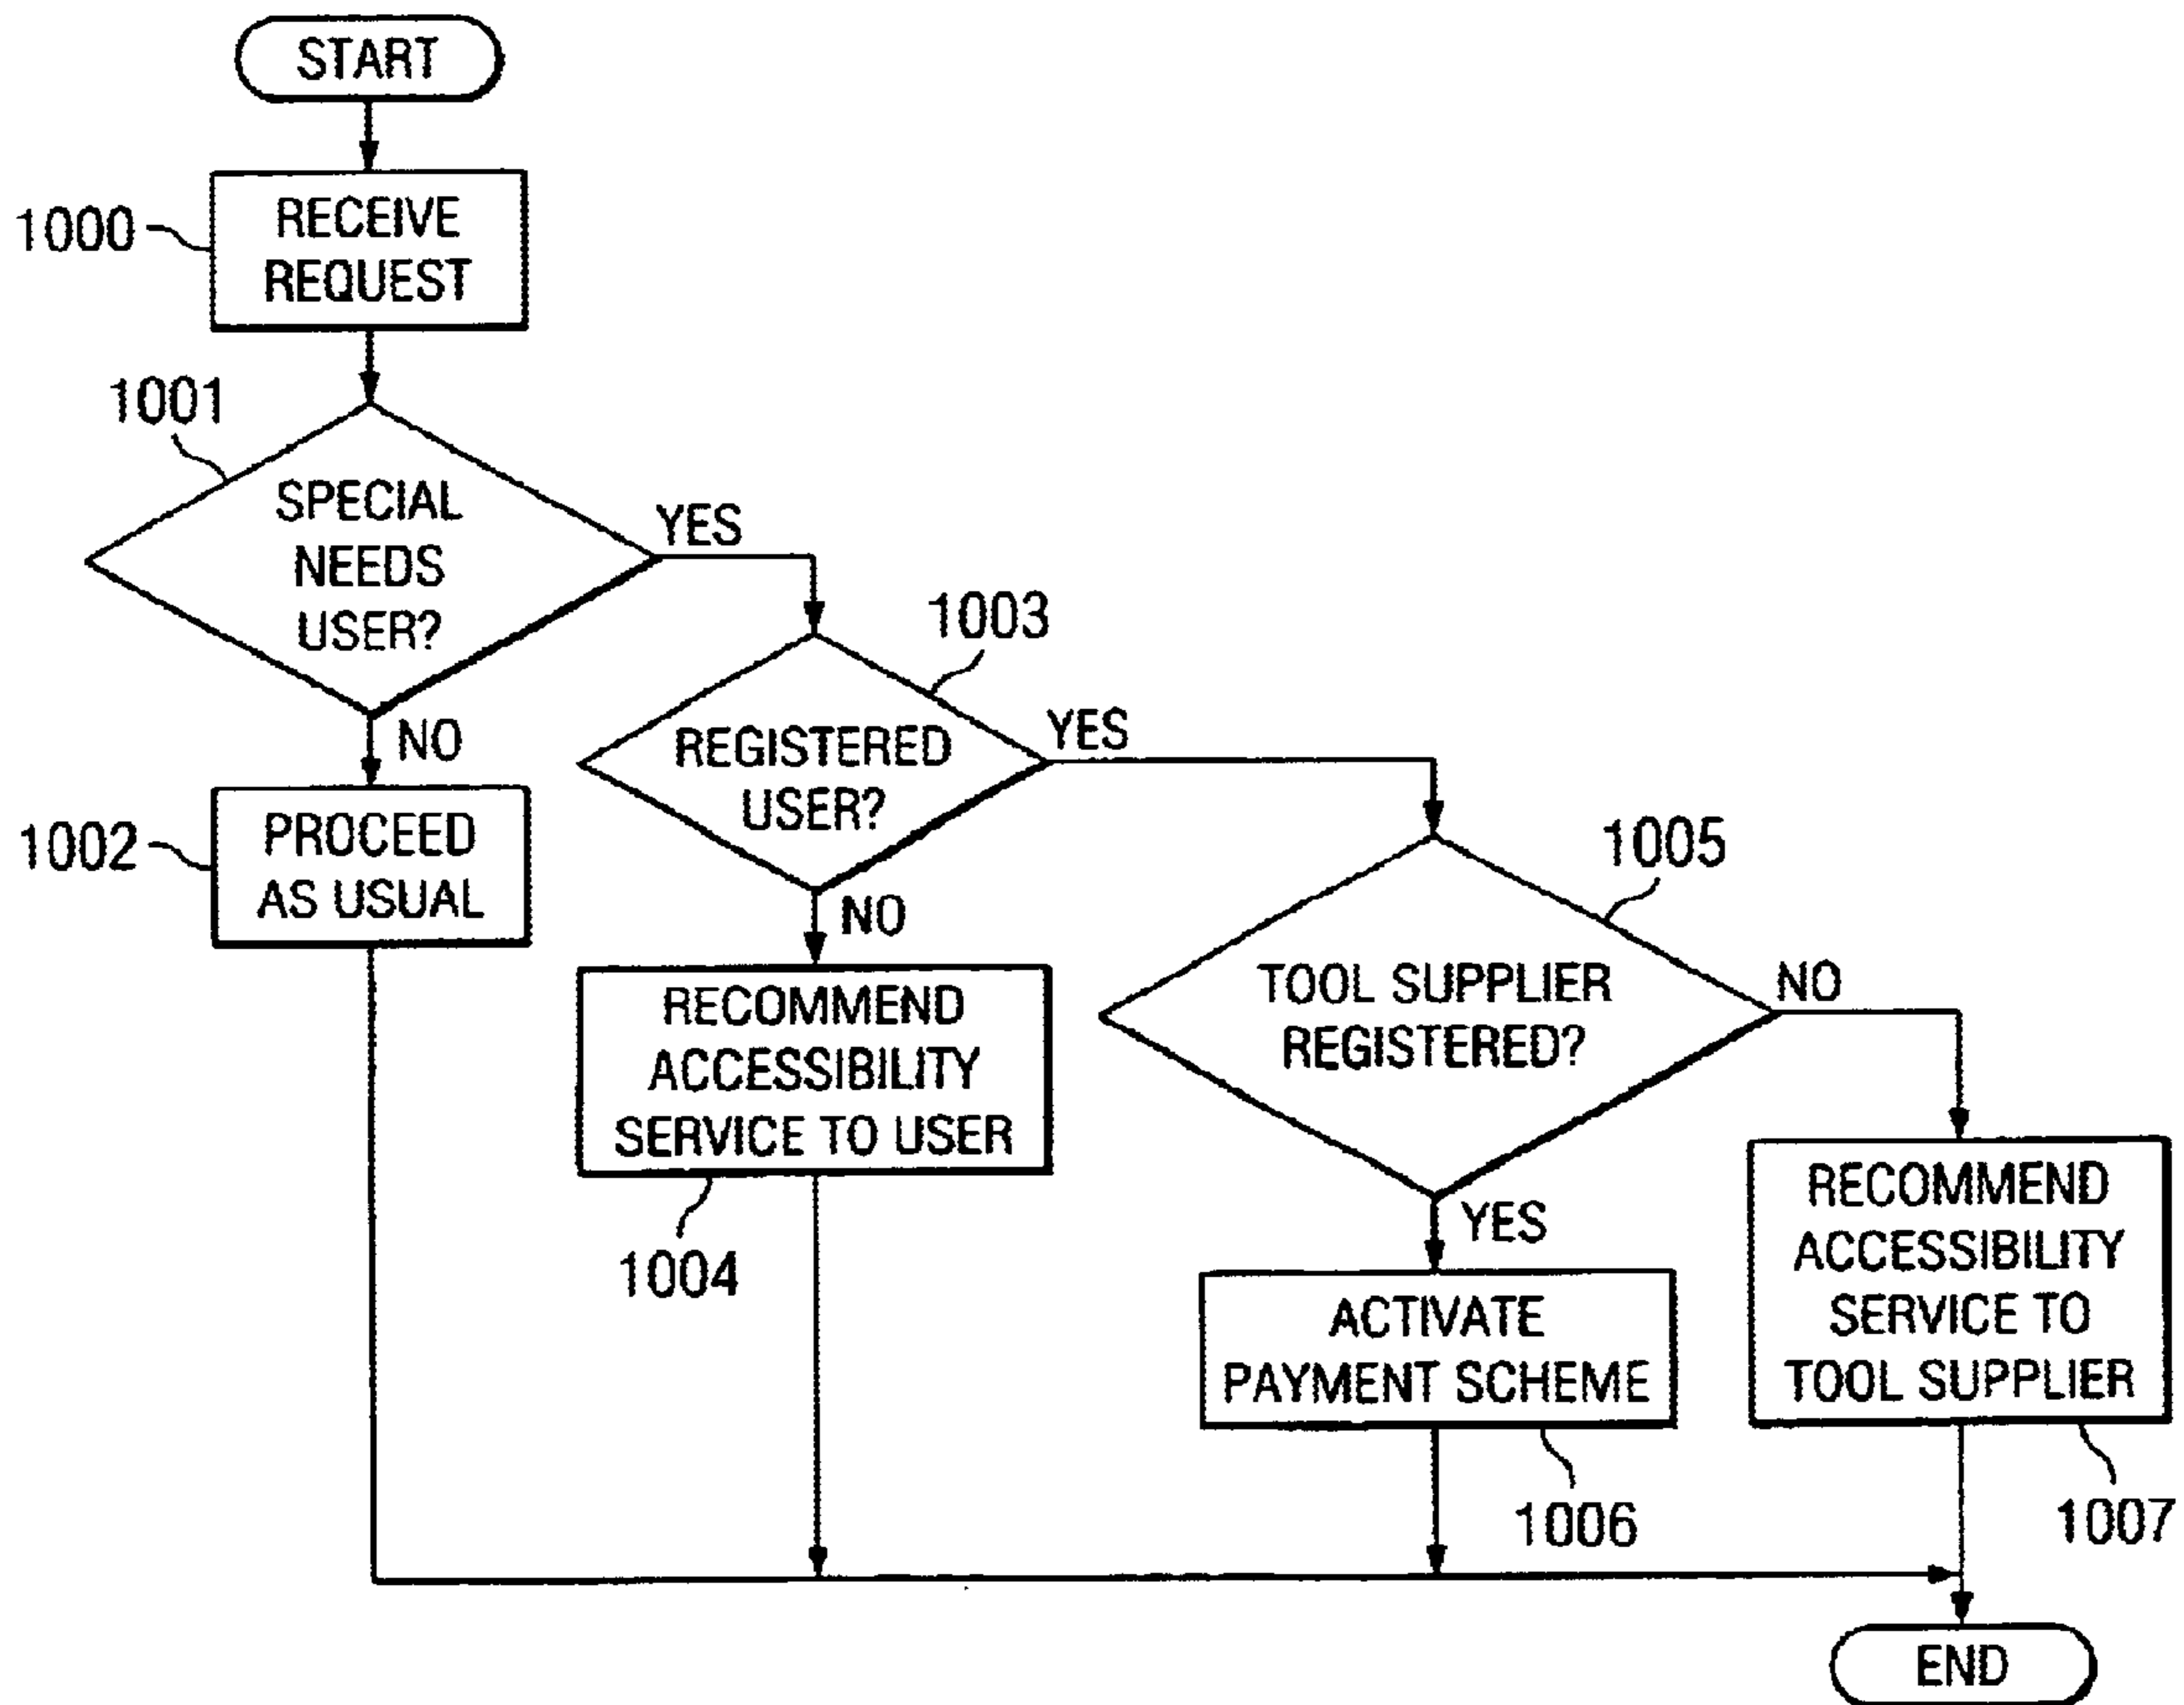 START
1000
RECEIVE
REQUEST
1001
SPECIAL
NEEDS
USER?
YES
NO
1002
PROCEED
AS USUAL
1003
REGISTERED
USER?
YES
NO
RECOMMEND
ACCESSIBILITY
SERVICE TO USER
1004
1005
TOOL SUPPLIER
REGISTERED?
NO
YES
ACTIVATE
PAYMENT SCHEME
1006
RECOMMEND
ACCESSIBILITY
SERVICE TO
TOOL SUPPLIER
1007
END